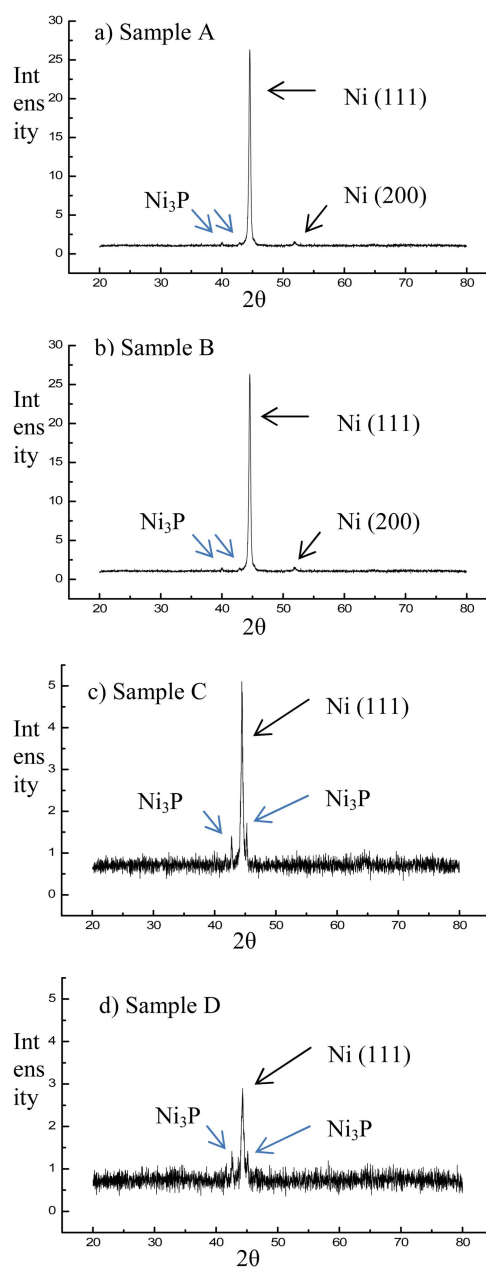 a) Sample A
Int
ens
ity
30
25
20
15
10
5
0
Ni (111)
Ni₃P
Ni (200)
20 30 40 50 60 70 80
2θ
b) Sample B
Int
ens
ity
30
25
20
15
10
5
0
Ni (111)
Ni₃P
Ni (200)
20 30 40 50 60 70 80
2θ
c) Sample C
Int
ens
ity
5
4
3
2
1
0
Ni (111)
Ni₃P Ni₃P
20 30 40 50 60 70 80
2θ
d) Sample D
Int
ens
ity
5
4
3
2
1
0
Ni (111)
Ni₃P Ni₃P
20 30 40 50 60 70 80
2θ